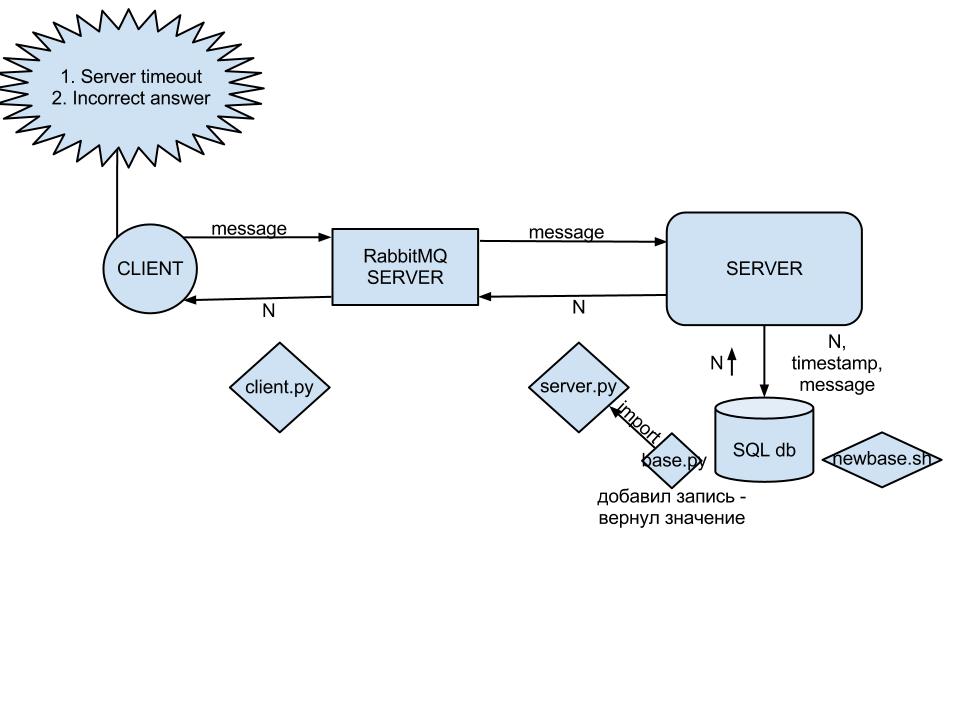 1. Server timeout
2. Incorrect answer
message
message
CLIENT
RabbitMQ
SERVER
SERVER
N
N
N,
timestamp,
message
N
client.py
server.py
import
base.py
SQL db
newbase.sh
добавил запись -
вернул значение